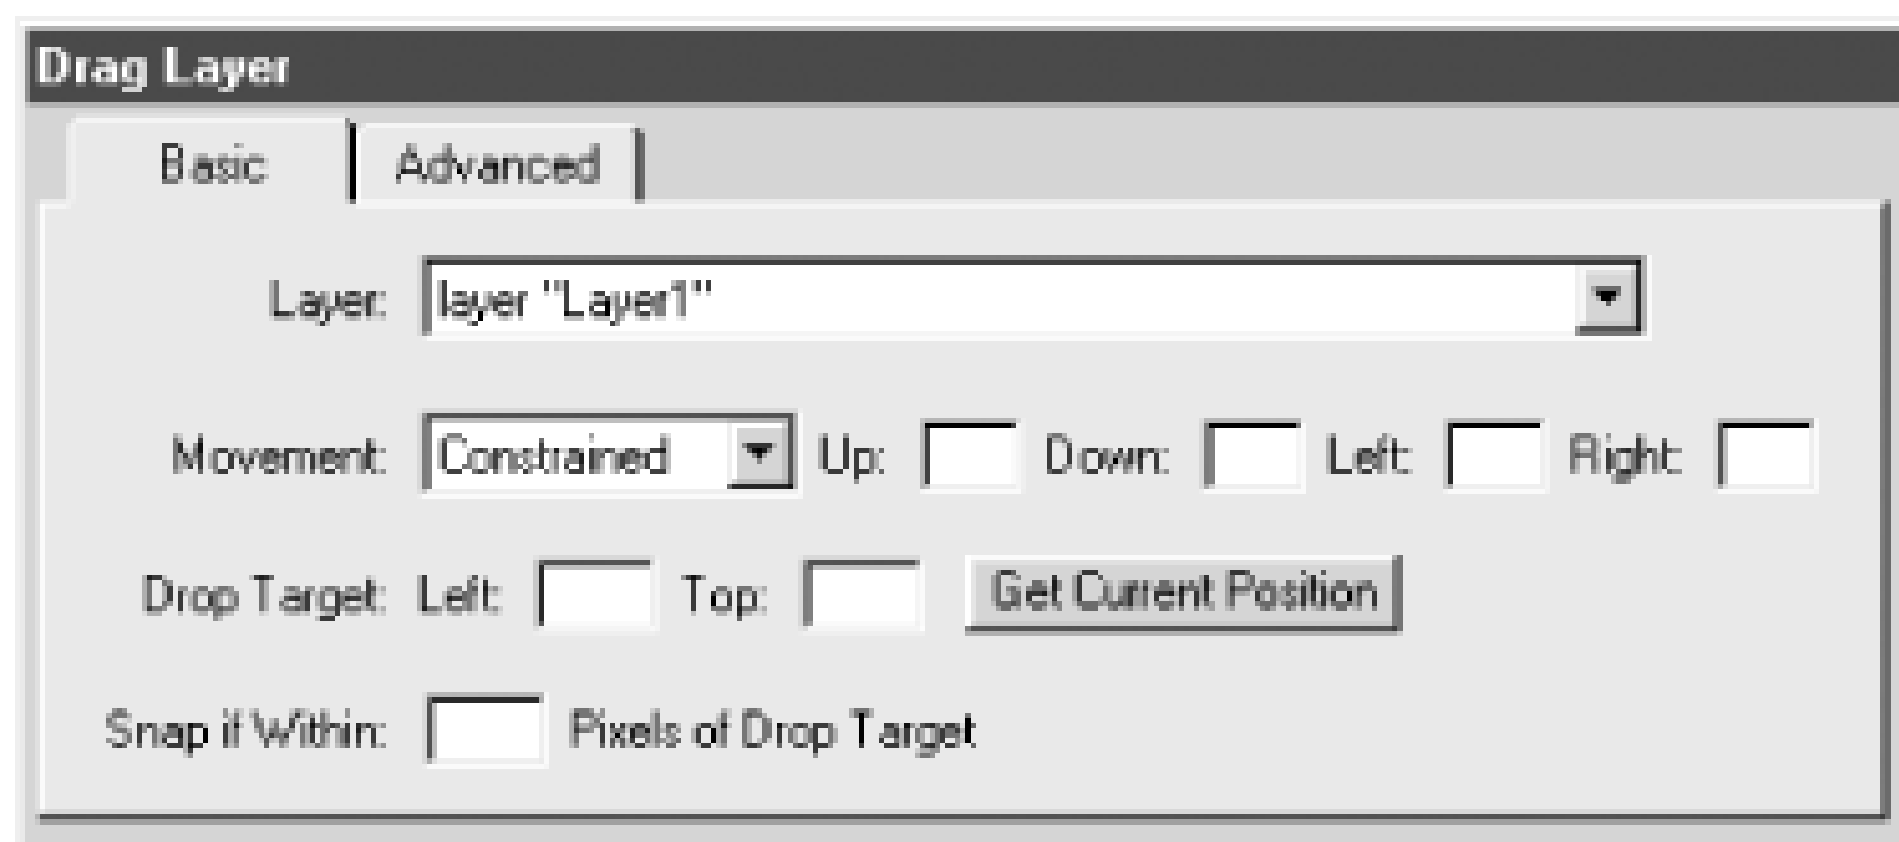 Drag Layer
Basic Advanced
Layer: layer "Layer1"
Movement: Constrained Up: Down: Left: Right:
Drop Target: Left: Top: Get Current Position
Snap if Within: Pixels of Drop Target